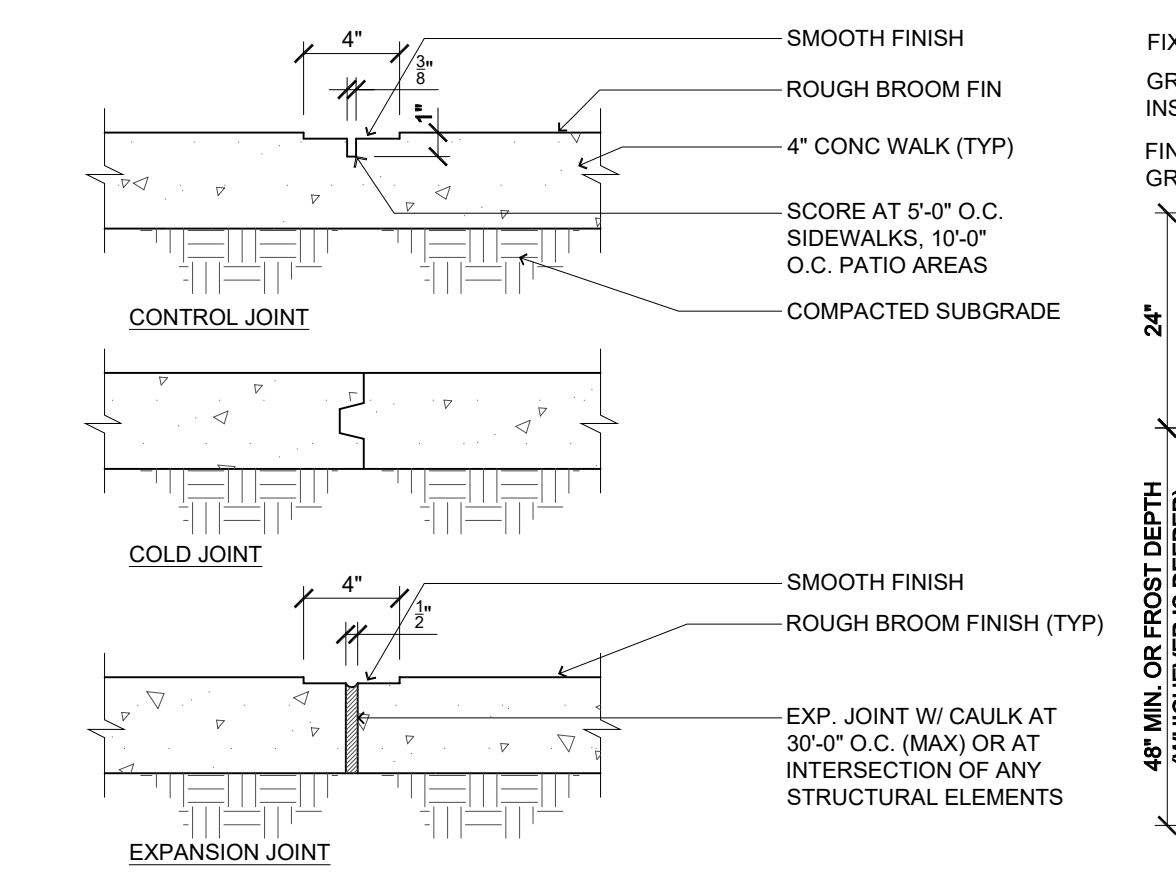 4"
3/8"
1"
SMOOTH FINISH
ROUGH BROOM FIN
4" CONC WALK (TYP)
SCORE AT 5'-0" O.C.
SIDEWALKS, 10'-0"
O.C. PATIO AREAS
COMPACTED SUBGRADE
CONTROL JOINT
COLD JOINT
4"
1/2"
SMOOTH FINISH
ROUGH BROOM FINISH (TYP)
EXP. JOINT W/ CAULK AT
30'-0" O.C. (MAX) OR AT
INTERSECTION OF ANY
STRUCTURAL ELEMENTS
EXPANSION JOINT
24"
48" MIN. OR FROST DEPTH